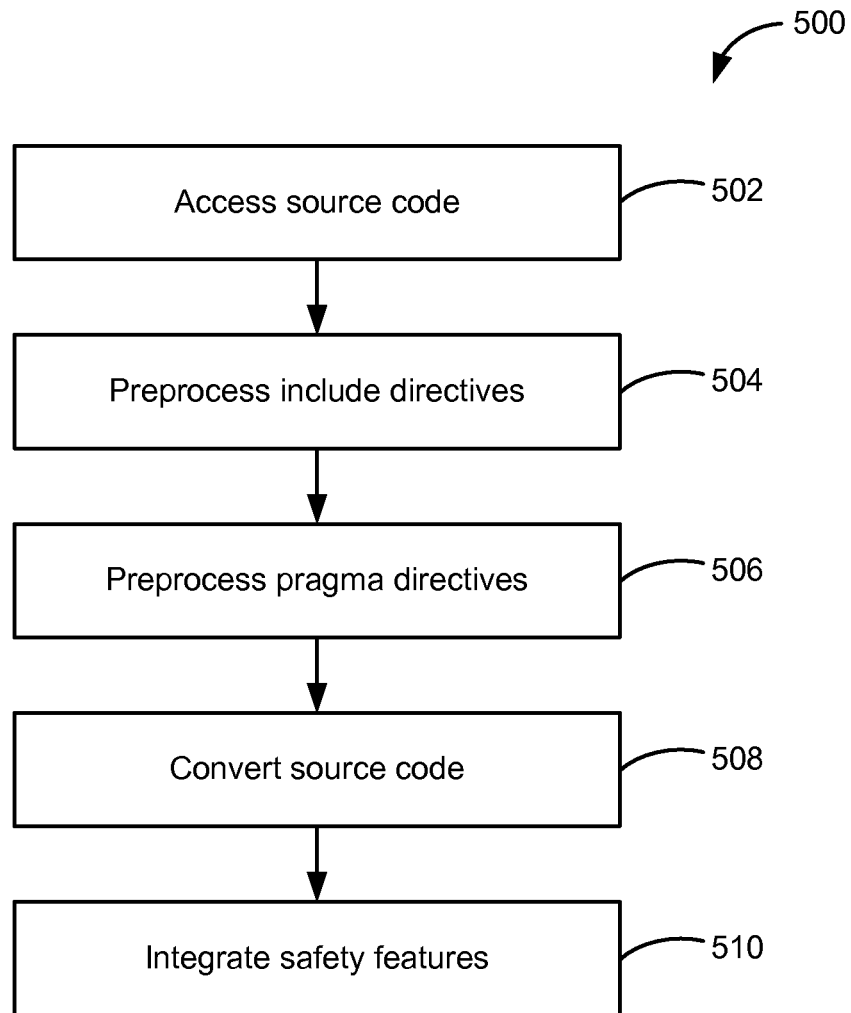 500
Access source code
502
Preprocess include directives
504
Preprocess pragma directives
506
Convert source code
508
Integrate safety features
510